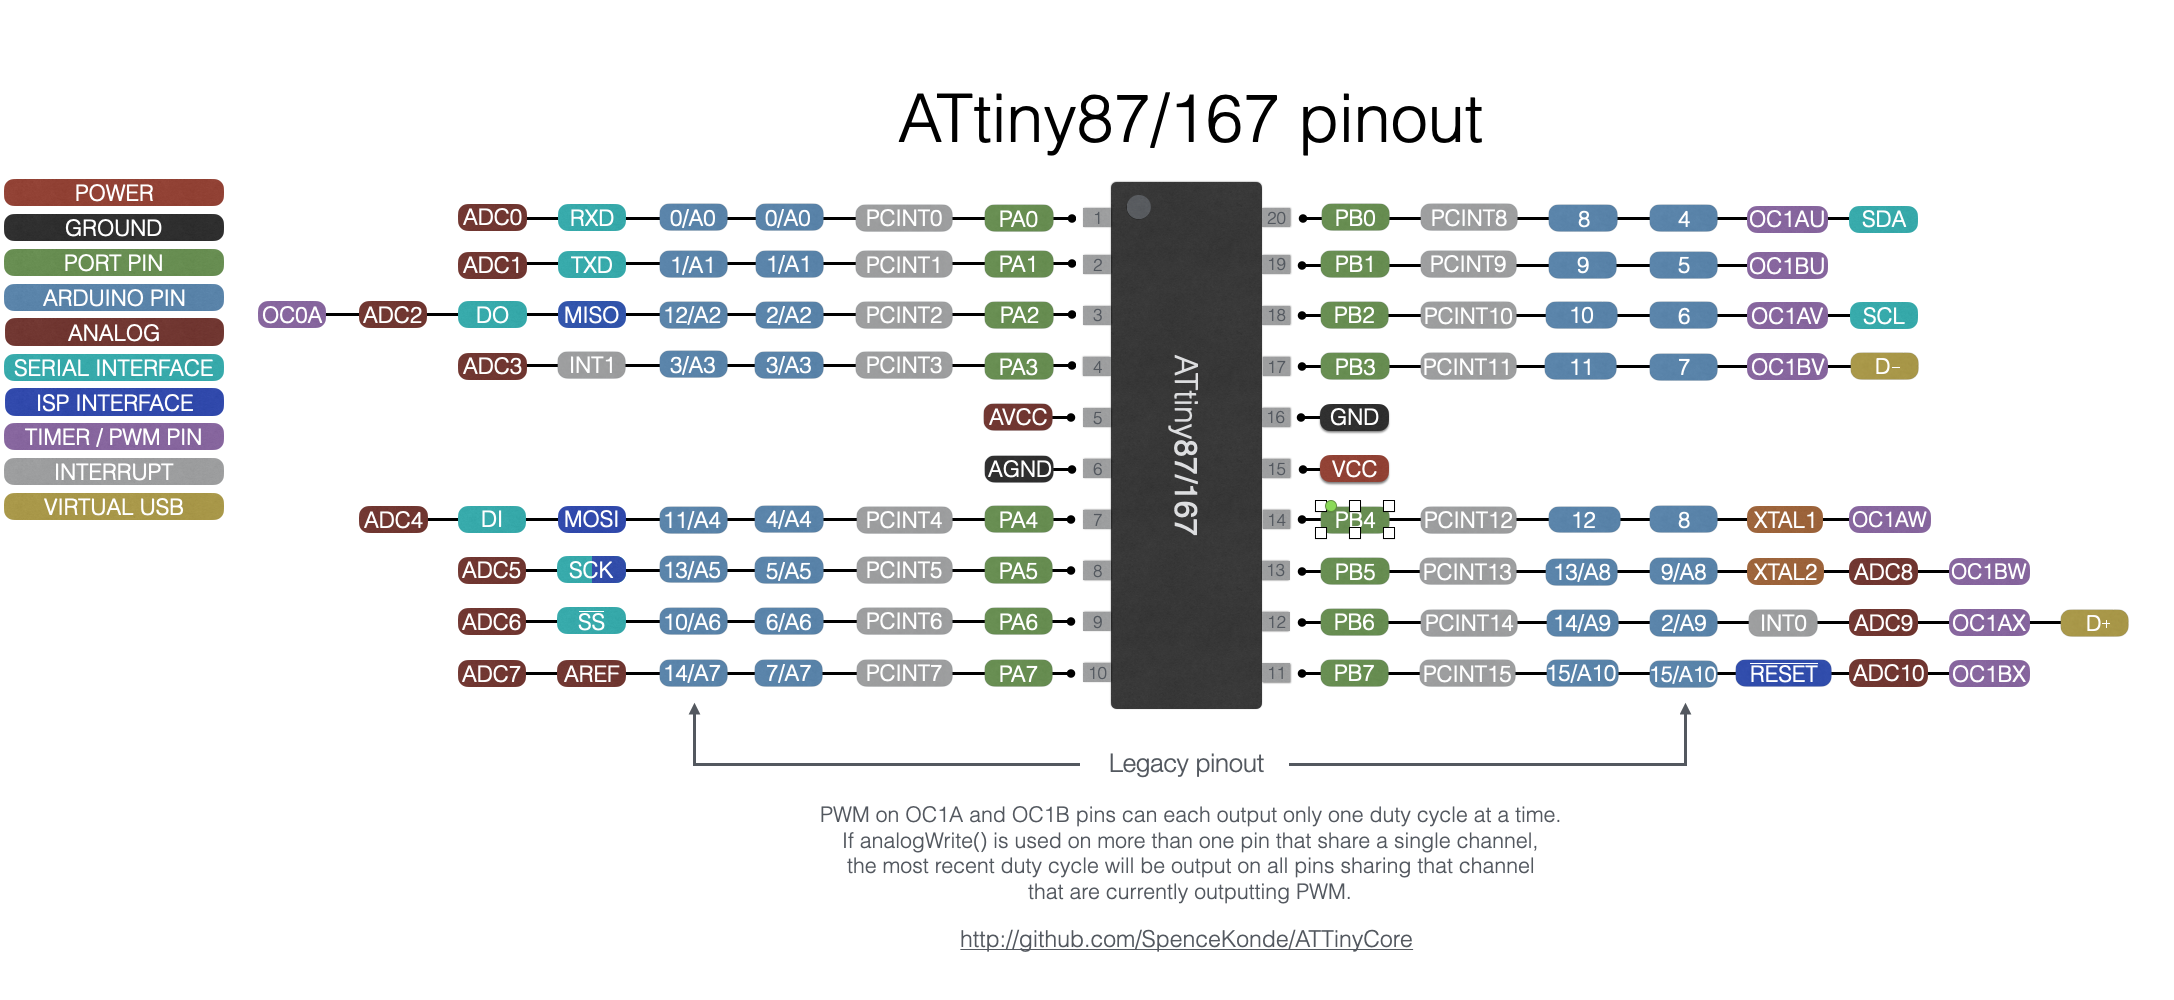 ATtiny87/167 pinout
POWER
GROUND
PORT PIN
ARDUINO PIN
ANALOG
SERIAL INTERFACE
ISP INTERFACE
TIMER / PWM PIN
INTERRUPT
VIRTUAL USB
ADC0 RXD 0/A0 0/A0 PCINT0 PA0 1
ADC1 TXD 1/A1 1/A1 PCINT1 PA1 2
OC0A ADC2 DO MISO 12/A2 2/A2 PCINT2 PA2 3
ADC3 INT1 3/A3 3/A3 PCINT3 PA3 4
AVCC 5
AGND 6
ADC4 DI MOSI 11/A4 4/A4 PCINT4 PA4 7
ADC5 SCK 13/A5 5/A5 PCINT5 PA5 8
ADC6 SS 10/A6 6/A6 PCINT6 PA6 9
ADC7 AREF 14/A7 7/A7 PCINT7 PA7 10
ATtiny87/167
20 PB0 PCINT8 8 4 OC1AU SDA
19 PB1 PCINT9 9 5 OC1BU
18 PB2 PCINT10 10 6 OC1AV SCL
17 PB3 PCINT11 11 7 OC1BV D-
16 GND
15 VCC
14 PB4 PCINT12 12 8 XTAL1 OC1AW
13 PB5 PCINT13 13/A8 9/A8 XTAL2 ADC8 OC1BW
12 PB6 PCINT14 14/A9 2/A9 INT0 ADC9 OC1AX D+
11 PB7 PCINT15 15/A10 15/A10 RESET ADC10 OC1BX
Legacy pinout
PWM on OC1A and OC1B pins can each output only one duty cycle at a time.
If analogWrite() is used on more than one pin that share a single channel,
the most recent duty cycle will be output on all pins sharing that channel
that are currently outputting PWM.
http://github.com/SpenceKonde/ATTinyCore